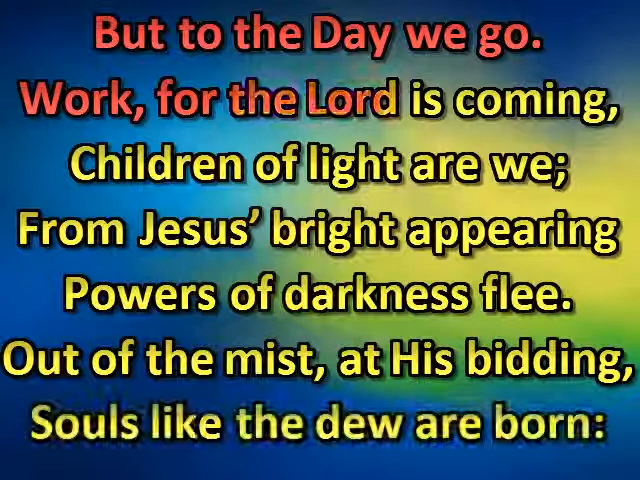 But to the Day we go.
Work, for the Lord is coming,
Children of light are we;
From Jesus’ bright appearing
Powers of darkness flee.
Out of the mist, at His bidding,
Souls like the dew are born: